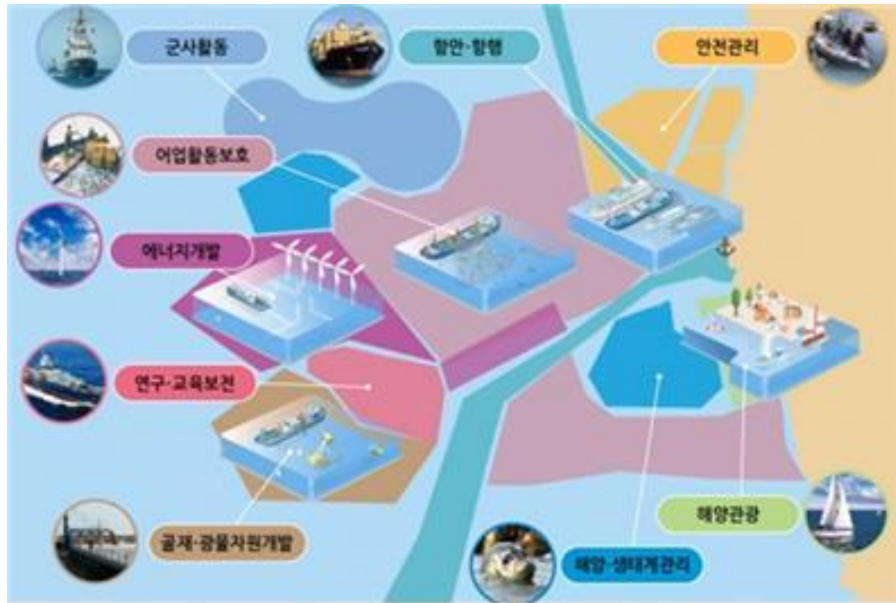 군사활동
항만·항행
안전관리
어업활동보호
에너지개발
연구·교육보전
골재·광물자원개발
해양관광
해양·생태계관리